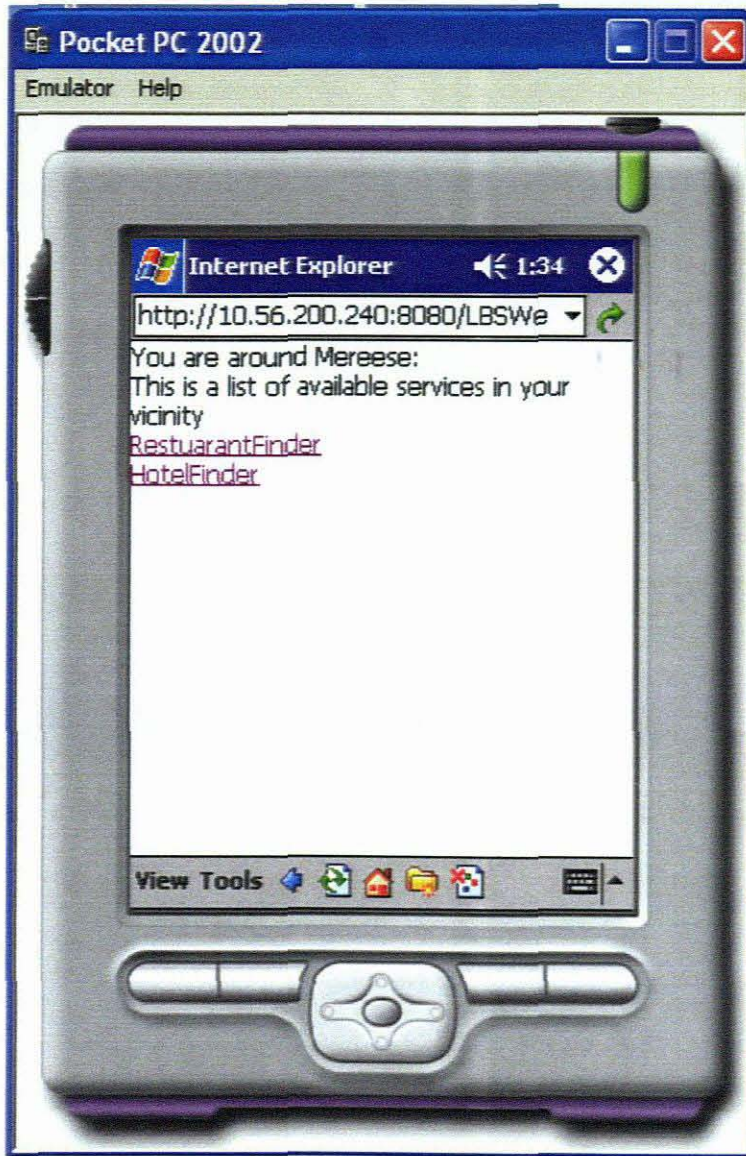 Pocket PC 2002
Emulator Help
Internet Explorer 1:34
http://10.56.200.240:8080/LBSWe
You are around Mereese:
This is a list of available services in your
vicinity
RestuarantFinder
HotelFinder
View Tools